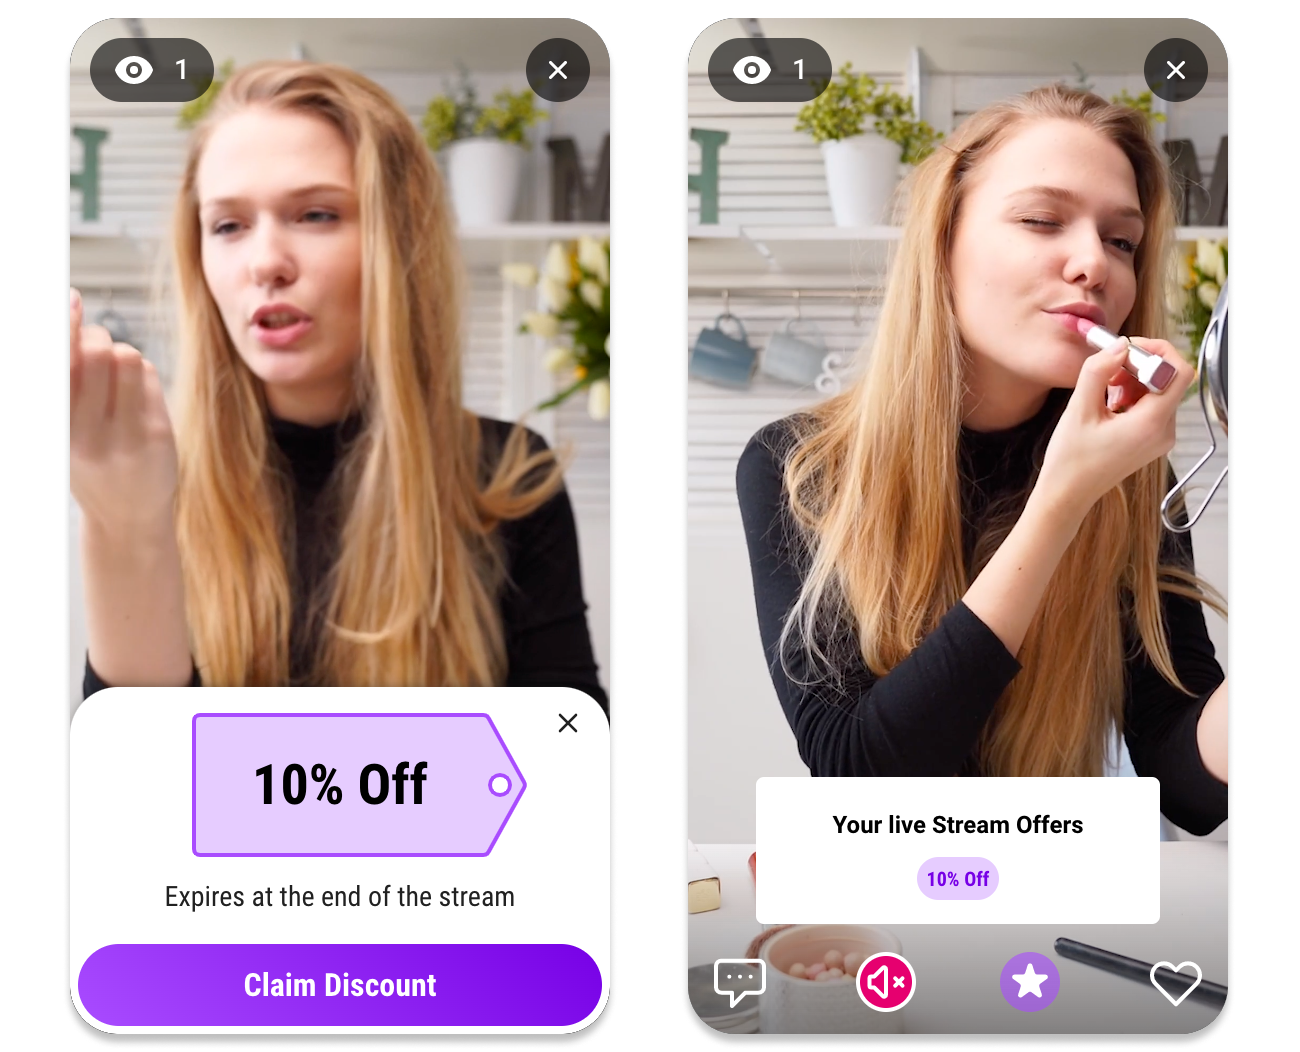 1
10% Off
Expires at the end of the stream
Claim Discount
1
Your live Stream Offers
10% Off